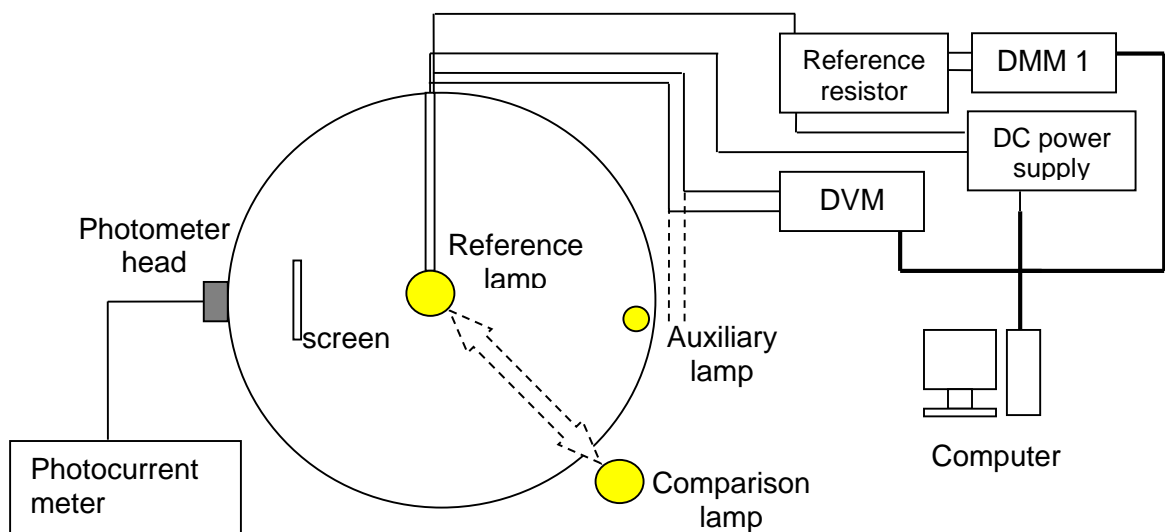 Reference
resistor
DMM 1
DC power
supply
DVM
Photometer
head
Reference
lamp
screen
Auxiliary
lamp
Photocurrent
meter
Comparison
lamp
Computer